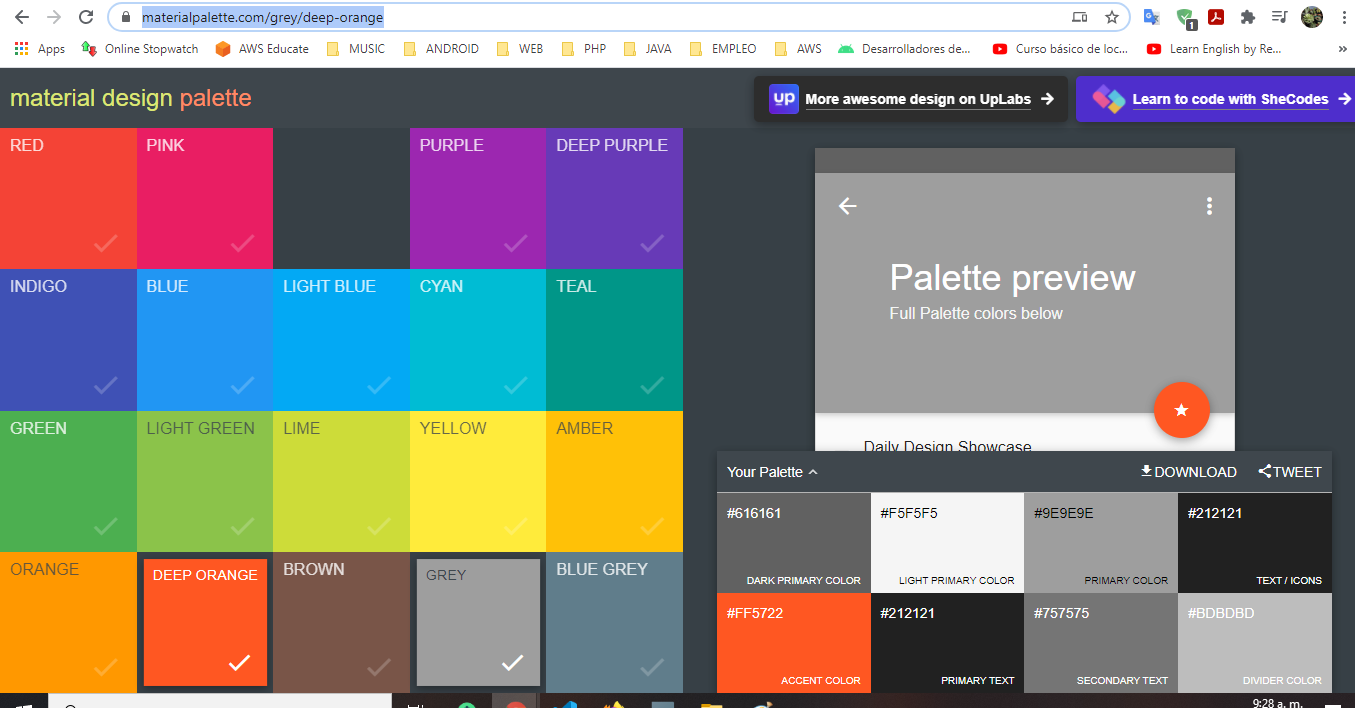 materialpalette.com/grey/deep-orange
1
Apps Online Stopwatch AWS Educate MUSIC ANDROID WEB PHP JAVA EMPLEO AWS Desarrolladores de... Curso básico de loc... Learn English by Re... »
material design palette
up More awesome design on UpLabs → Learn to code with SheCodes →
RED PINK PURPLE DEEP PURPLE
INDIGO BLUE LIGHT BLUE CYAN TEAL
GREEN LIGHT GREEN LIME YELLOW AMBER
ORANGE DEEP ORANGE BROWN GREY BLUE GREY
Palette preview
Full Palette colors below
Daily Design Showcase
Your Palette DOWNLOAD TWEET
#616161 #F5F5F5 #9E9E9E #212121
DARK PRIMARY COLOR LIGHT PRIMARY COLOR PRIMARY COLOR TEXT / ICONS
#FF5722 #212121 #757575 #BDBDBD
ACCENT COLOR PRIMARY TEXT SECONDARY TEXT DIVIDER COLOR
9:28 a. m.